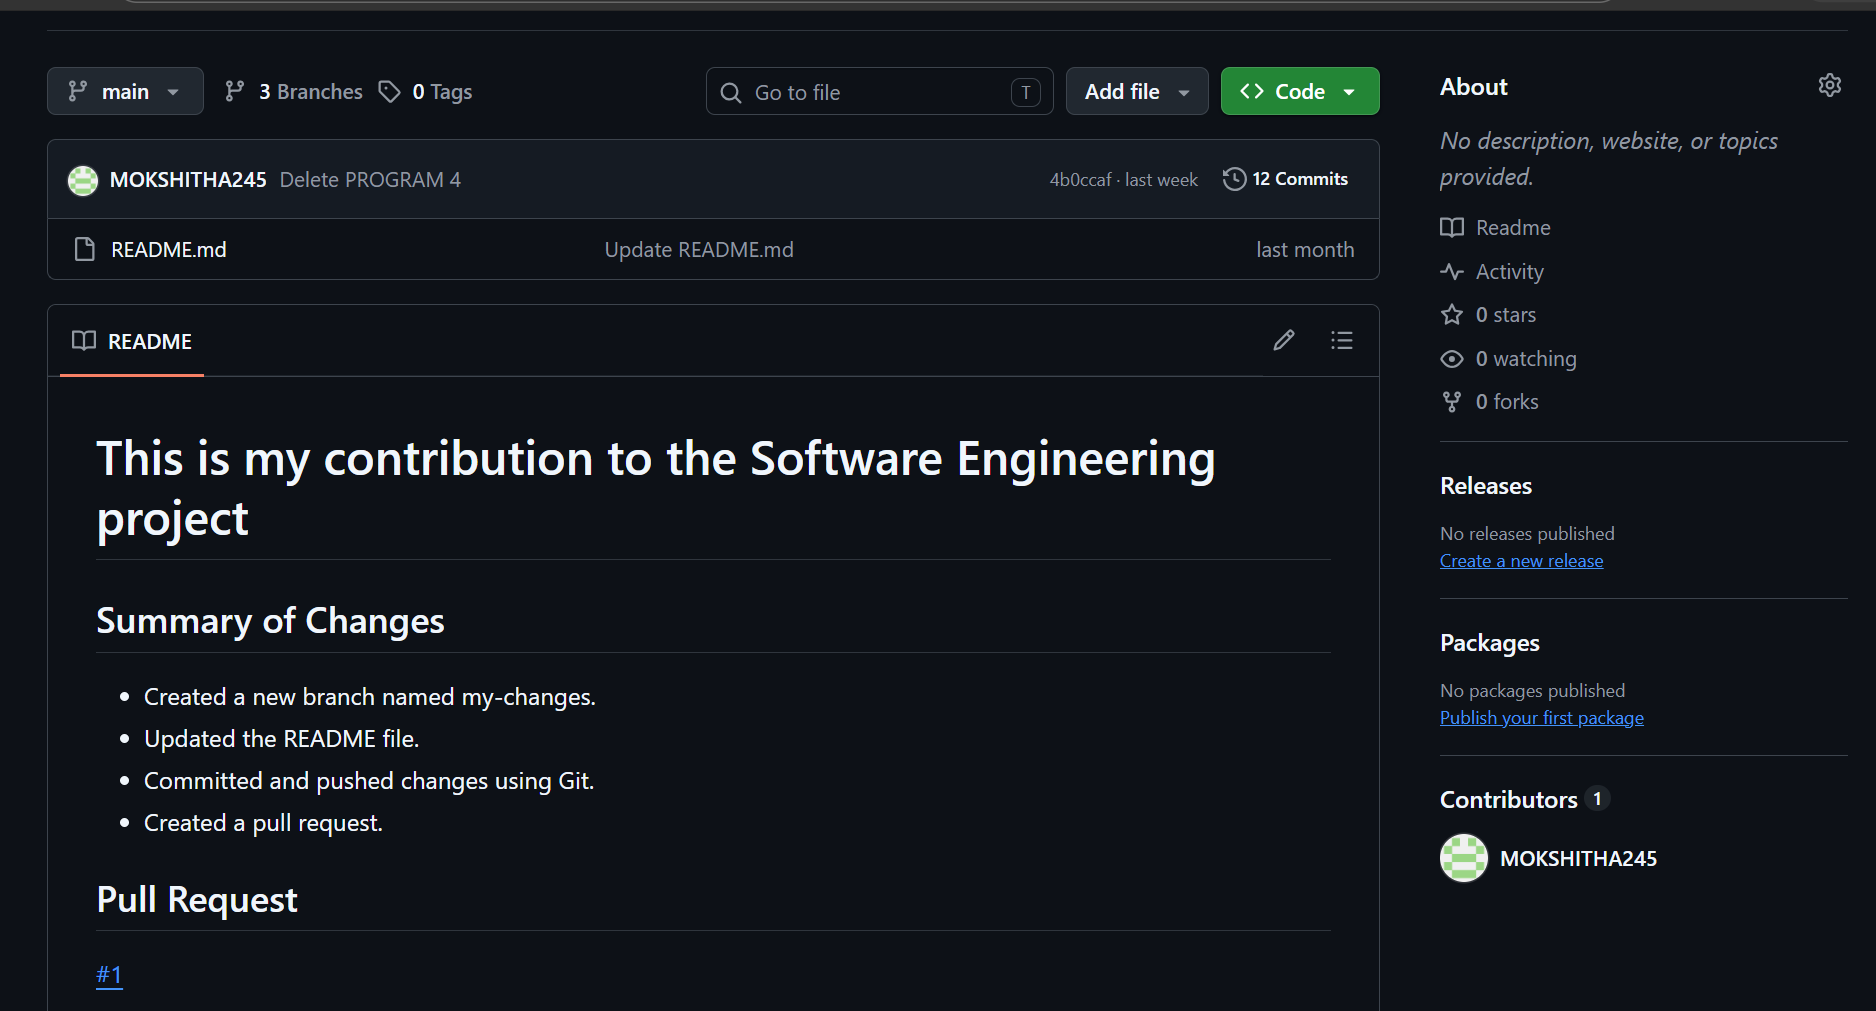 main
3 Branches
0 Tags
Go to file
T
Add file
Code
MOKSHITHA245 Delete PROGRAM 4
4b0ccaf · last week
12 Commits
README.md
Update README.md
last month
README
This is my contribution to the Software Engineering
project
Summary of Changes
• Created a new branch named my-changes.
• Updated the README file.
• Committed and pushed changes using Git.
• Created a pull request.
Pull Request
#1
About
No description, website, or topics
provided.
Readme
Activity
0 stars
0 watching
0 forks
Releases
No releases published
Create a new release
Packages
No packages published
Publish your first package
Contributors 1
MOKSHITHA245